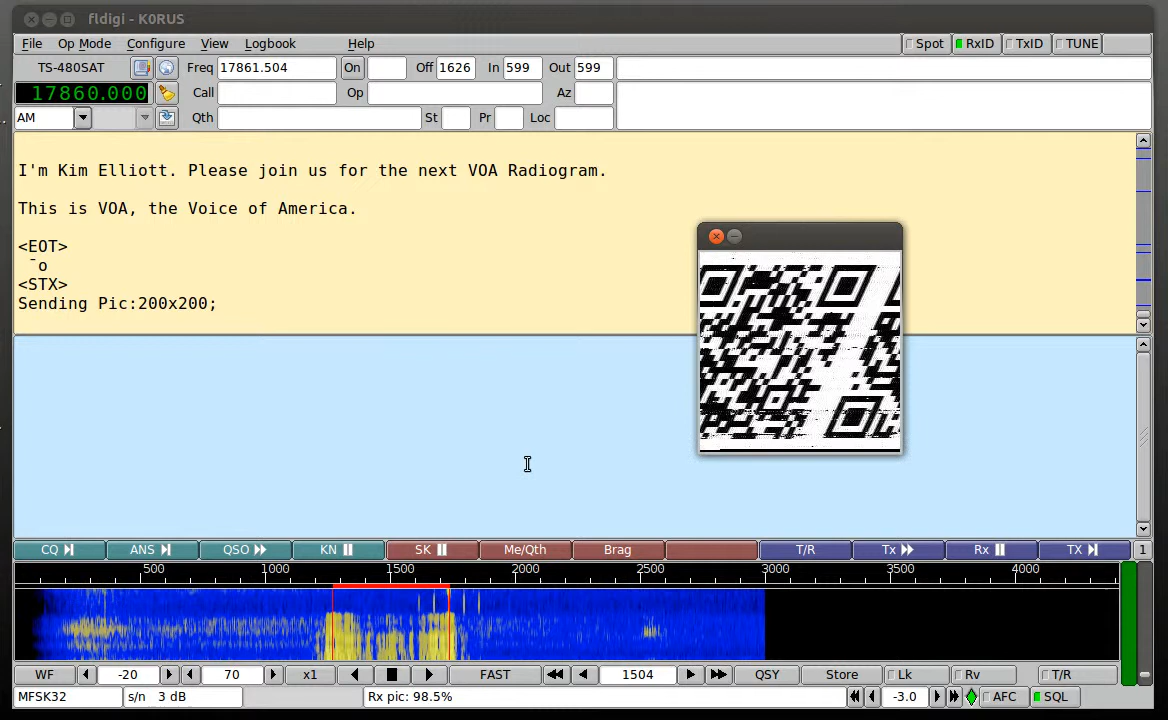 fldigi - K0RUS
File Op Mode Configure View Logbook Help Spot RxID TxID TUNE
TS-480SAT Freq 17861.504 On Off 1626 In 599 Out 599
17860.000 Call Op Az
AM Qth St Pr Loc
I'm Kim Elliott. Please join us for the next VOA Radiogram.
This is VOA, the Voice of America.
<EOT>
¯o
<STX>
Sending Pic:200x200;
CQ ANS QSO KN SK Me/Qth Brag T/R Tx Rx TX 1
500 1000 1500 2000 2500 3000 3500 4000
WF -20 70 x1 FAST 1504 QSY Store Lk Rv T/R
MFSK32 s/n 3 dB Rx pic: 98.5% -3.0 AFC SQL